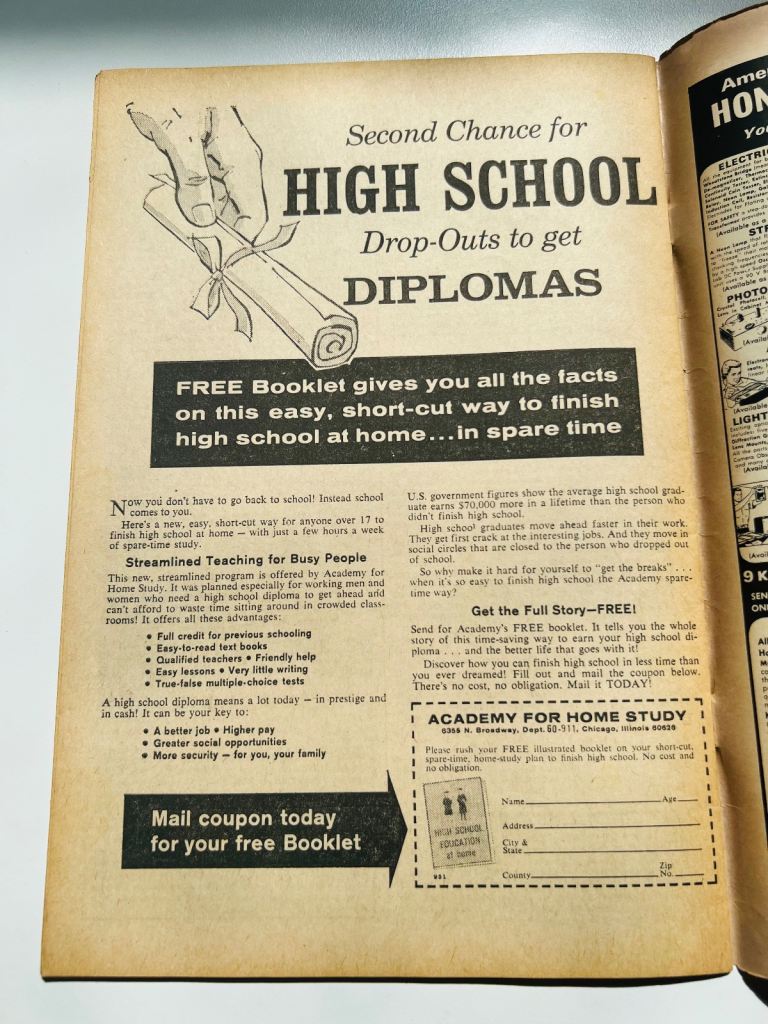 Second Chance for
HIGH SCHOOL
Drop-Outs to get
DIPLOMAS
FREE Booklet gives you all the facts
on this easy, short-cut way to finish
high school at home...in spare time
Now you don't have to go back to school! Instead school
comes to you.
Here's a new, easy, short-cut way for anyone over 17 to
finish high school at home — with just a few hours a week
of spare-time study.
Streamlined Teaching for Busy People
This new, streamlined program is offered by Academy for
Home Study. It was planned especially for working men and
women who need a high school diploma to get ahead and
can't afford to waste time sitting around in crowded class-
rooms! It offers all these advantages:
• Full credit for previous schooling
• Easy-to-read text books
• Qualified teachers • Friendly help
• Easy lessons • Very little writing
• True-false multiple-choice tests
A high school diploma means a lot today — in prestige and
in cash! It can be your key to:
• A better job • Higher pay
• Greater social opportunities
• More security — for you, your family
Mail coupon today
for your free Booklet
U.S. government figures show the average high school grad-
uate earns $70,000 more in a lifetime than the person who
didn't finish high school.
High school graduates move ahead faster in their work.
They get first crack at the interesting jobs. And they move in
social circles that are closed to the person who dropped out
of school.
So why make it hard for yourself to "get the breaks" . . .
when it's so easy to finish high school the Academy spare-
time way?
Get the Full Story—FREE!
Send for Academy's FREE booklet. It tells you the whole
story of this time-saving way to earn your high school di-
ploma . . . and the better life that goes with it!
Discover how you can finish high school in less time than
you ever dreamed! Fill out and mail the coupon below.
There's no cost, no obligation. Mail it TODAY!
ACADEMY FOR HOME STUDY
6355 N. Broadway, Dept. 60-911, Chicago, Illinois 60626
Please rush your FREE illustrated booklet on your short-cut,
spare-time, home-study plan to finish high school. No cost and
no obligation.
HIGH SCHOOL
EDUCATION
at home
Name Age
Address
City &
State
Zip
County No.
Ame
HON
You
ELECTRIC
FOR SAFETY
(Available as a
STR
(Available as
PHOTO
(Availa
(Available
LIGHT
(Availa
(Avail
9 K
SEN
ONL
All